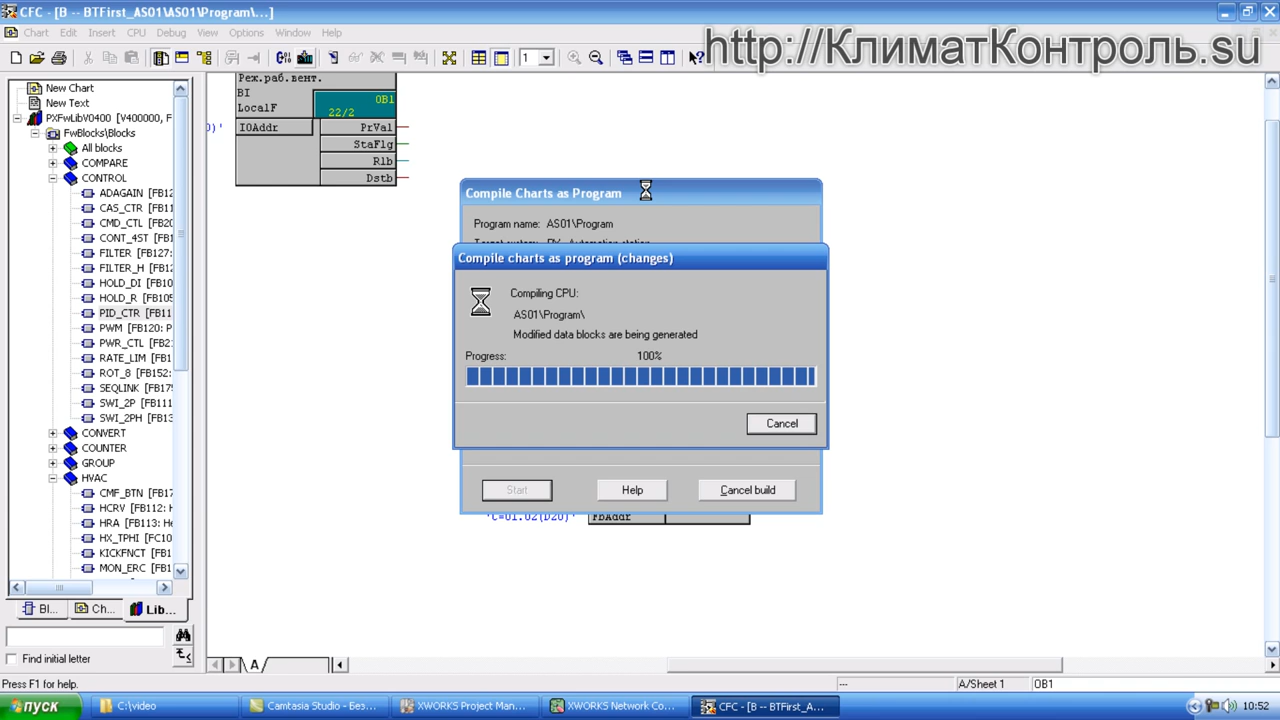 CFC - [B -- BTFirst_AS01\AS01\Program\...]
http://КлиматКонтроль.su
Chart Edit Insert CPU Debug View Options Window Help
1
New Chart
New Text
PXFwLibV0400 [V400000, F
FwBlocks\Blocks
All blocks
COMPARE
CONTROL
ADAGAIN [FB12
CAS_CTR [FB11
CMD_CTL [FB20
CONT_4ST [FB
FILTER [FB127:
FILTER_H [FB12
HOLD_DI [FB10
HOLD_R [FB105
PID_CTR [FB11
PWM [FB120: P
PWR_CTL [FB12
RATE_LIM [FB12
ROT_8 [FB152:
SEQLINK [FB175
SWI_2P [FB111
SWI_2PH [FB13
CONVERT
COUNTER
GROUP
HVAC
CMF_BTN [FB17
HCRV [FB112: He
HRA [FB113: He
HX_TPHI [FC10
KICKFNCT [FB1
MON_ERC [FB1
Bl... Ch... Lib...
Find initial letter
Реж.раб.вент.
BI
LocalF
OB1
22/2
)' IOAddr
PrVal
StaFlg
Rlb
Dstb
Compile Charts as Program
Program name: AS01\Program
Compile charts as program (changes)
Compiling CPU:
AS01\Program\
Modified data blocks are being generated
Progress: 100%
Cancel
Start Help Cancel build
'C=01.02(D20)' FBAddr
A
Press F1 for help. --- A/Sheet 1 OB1
пуск C:\video Camtasia Studio - Без... XWORKS Project Man... XWORKS Network Co... CFC - [B -- BTFirst_A... 10:52